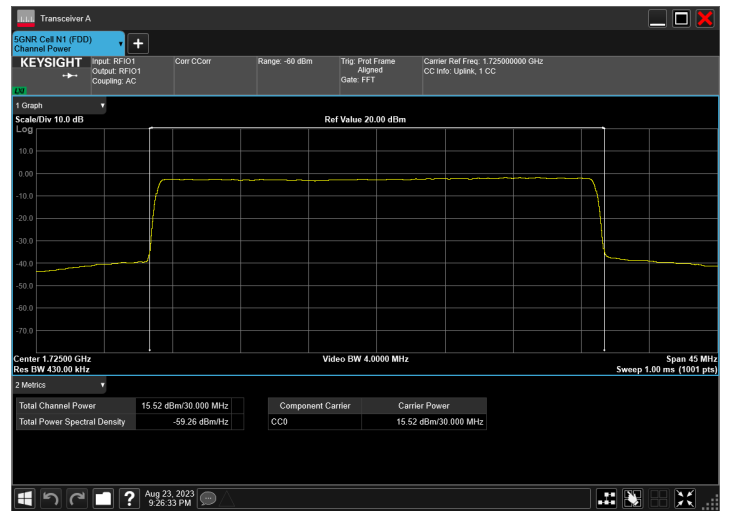 Transceiver A
5GNR Cell N1 (FDD)
Channel Power
KEYSIGHT
Input: RFIO1
Output: RFIO1
Coupling: AC
Corr CCorr
Range: -60 dBm
Trig: Prot Frame
Aligned
Gate: FFT
Carrier Ref Freq: 1.725000000 GHz
CC Info: Uplink, 1 CC
1 Graph
Scale/Div 10.0 dB
Ref Value 20.00 dBm
Log
10.0
0.00
-10.0
-20.0
-30.0
-40.0
-50.0
-60.0
-70.0
Center 1.72500 GHz
Video BW 4.0000 MHz
Span 45 MHz
Res BW 430.00 kHz
Sweep 1.00 ms (1001 pts)
2 Metrics
Total Channel Power 15.52 dBm/30.000 MHz
Total Power Spectral Density -59.26 dBm/Hz
Component Carrier Carrier Power
CC0 15.52 dBm/30.000 MHz
Aug 23, 2023
9:26:33 PM